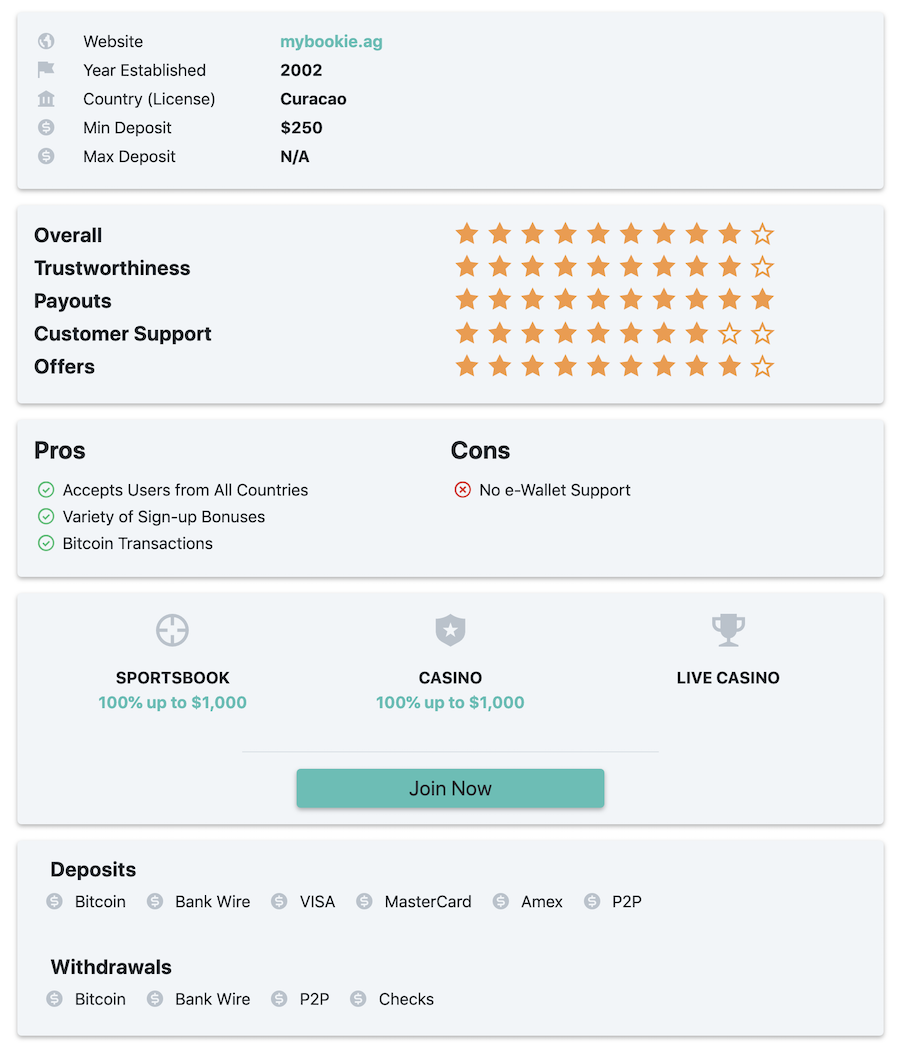 Website mybookie.ag
Year Established 2002
Country (License) Curacao
Min Deposit $250
Max Deposit N/A
Overall
Trustworthiness
Payouts
Customer Support
Offers
Pros
Accepts Users from All Countries
Variety of Sign-up Bonuses
Bitcoin Transactions
Cons
No e-Wallet Support
SPORTSBOOK
100% up to $1,000
CASINO
100% up to $1,000
LIVE CASINO
Join Now
Deposits
Bitcoin Bank Wire VISA MasterCard Amex P2P
Withdrawals
Bitcoin Bank Wire P2P Checks